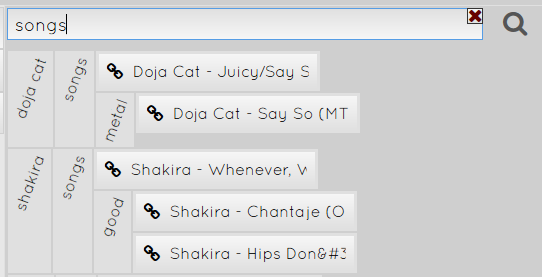 songs
doja cat
songs
Doja Cat - Juicy/Say S
metal
Doja Cat - Say So (MT
shakira
songs
Shakira - Whenever, V
good
Shakira - Chantaje (O
Shakira - Hips Don&#3